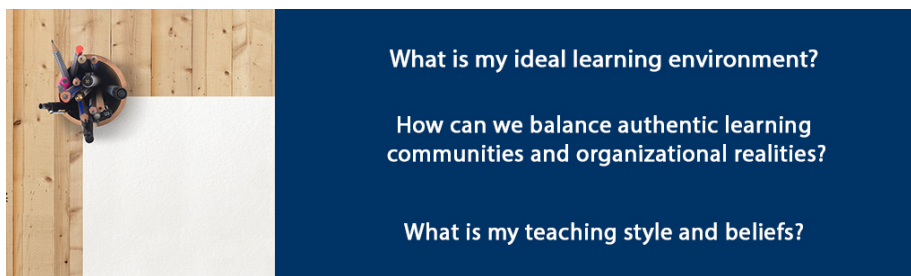 What is my ideal learning environment?
How can we balance authentic learning
communities and organizational realities?
What is my teaching style and beliefs?